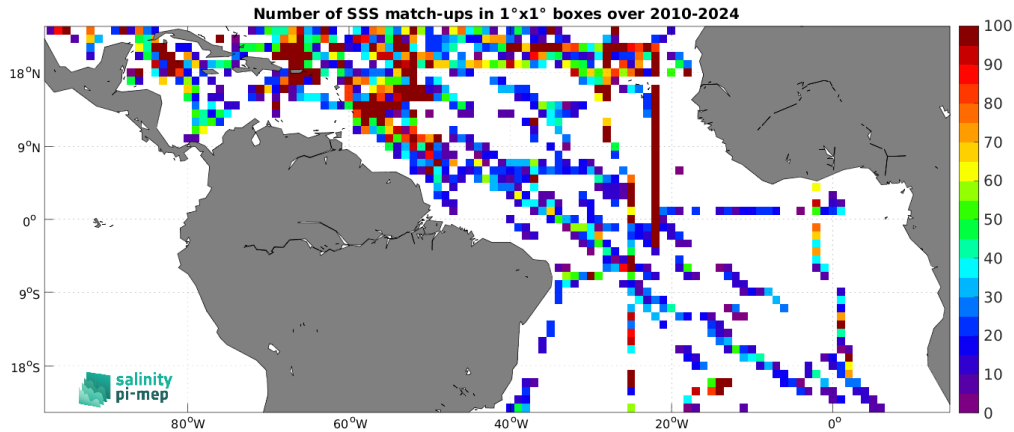 Number of SSS match-ups in 1°x1° boxes over 2010-2024
18°N
9°N
0°
9°S
18°S
80°W
60°W
40°W
20°W
0°
100
90
80
70
60
50
40
30
20
10
0
salinity
pi-mep